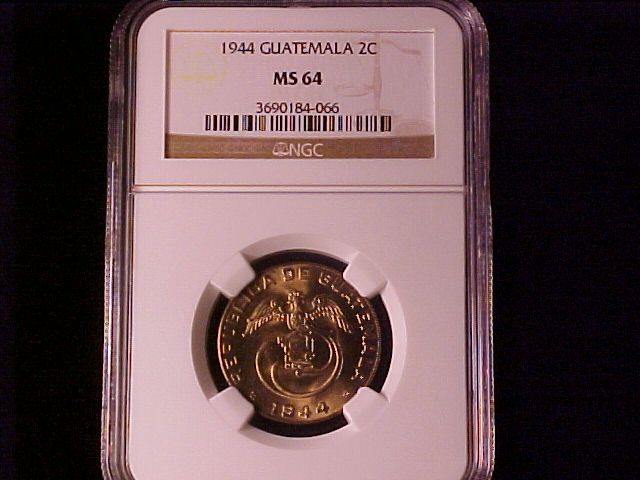 1944 GUATEMALA 2C
MS 64
3690184-066
NGC
REPUBLICA DE GUATEMALA
1944